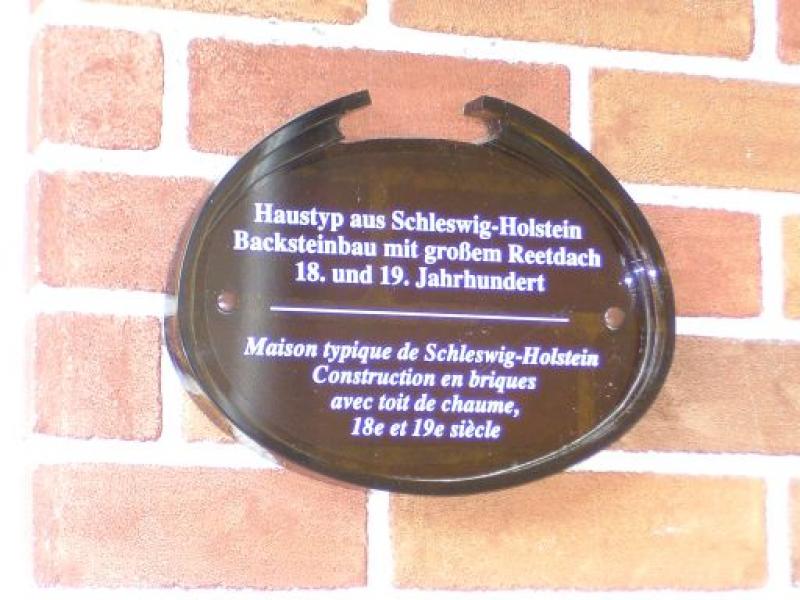 Haustyp aus Schleswig-Holstein
Backsteinbau mit großem Reetdach
18. und 19. Jahrhundert
Maison typique de Schleswig-Holstein
Construction en briques
avec toit de chaume,
18e et 19e siècle